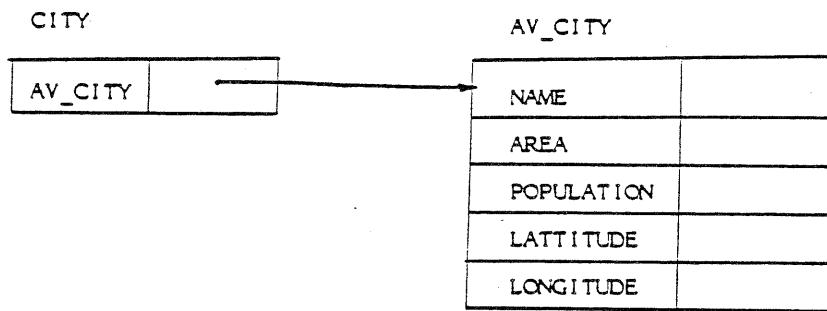 CITY
AV_CITY
AV_CITY
NAME
AREA
POPULATION
LATTITUDE
LONGITUDE